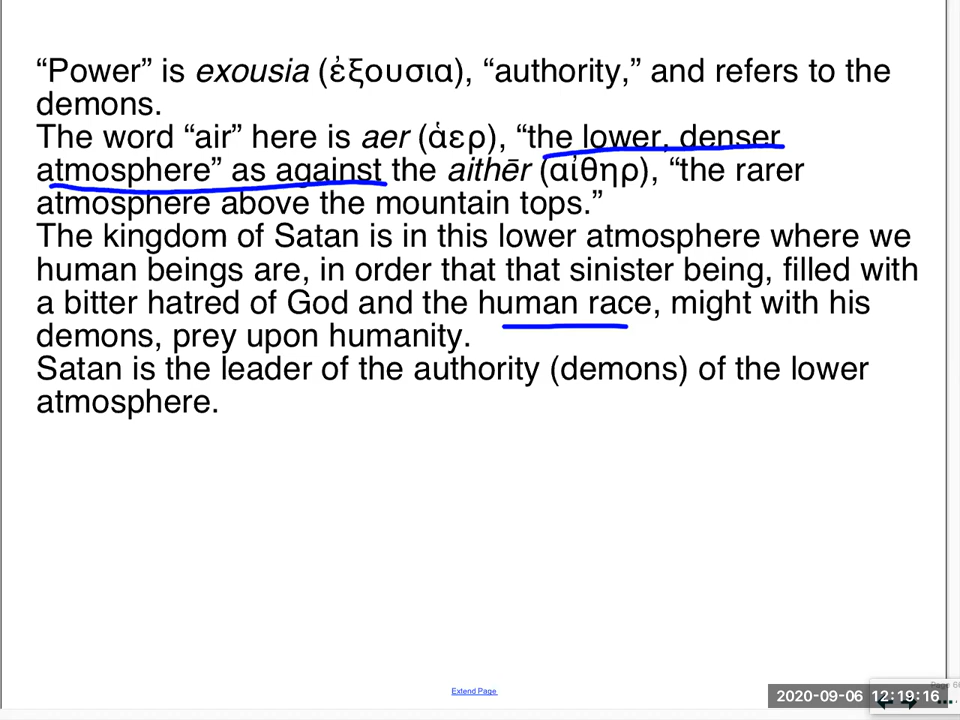 “Power” is exousia (ἐξουσια), “authority,” and refers to the
demons.
The word “air” here is aer (ἀερ), “the lower, denser
atmosphere” as against the aithēr (αἰθηρ), “the rarer
atmosphere above the mountain tops.”
The kingdom of Satan is in this lower atmosphere where we
human beings are, in order that that sinister being, filled with
a bitter hatred of God and the human race, might with his
demons, prey upon humanity.
Satan is the leader of the authority (demons) of the lower
atmosphere.
Extend Page
2020-09-06 12:19:16